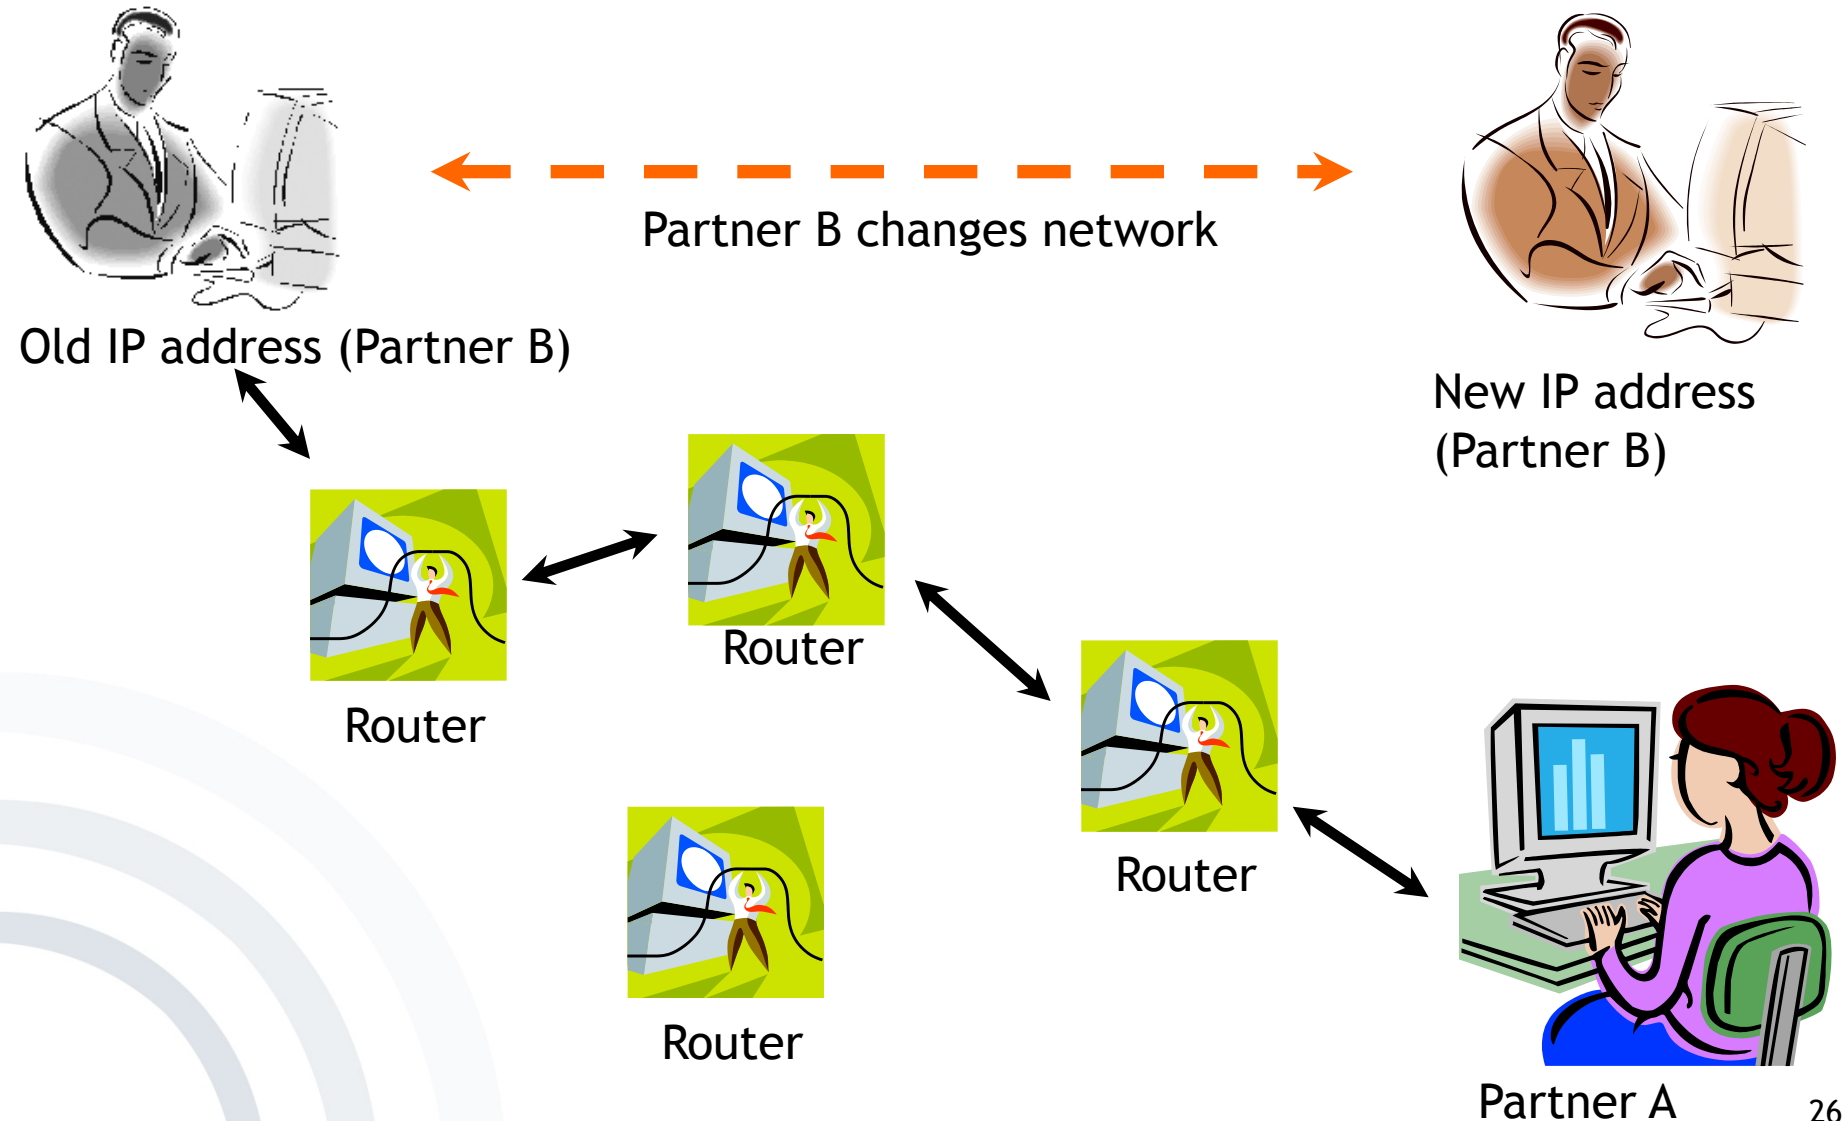 Partner B changes network
Old IP address (Partner B)
New IP address
(Partner B)
Router
Router
Router
Router
Partner A
26